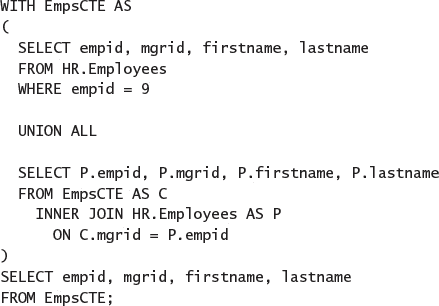 WITH EmpsCTE AS
(
  SELECT empid, mgrid, firstname, lastname
  FROM HR.Employees
  WHERE empid = 9

  UNION ALL

  SELECT P.empid, P.mgrid, P.firstname, P.lastname
  FROM EmpsCTE AS C
    INNER JOIN HR.Employees AS P
      ON C.mgrid = P.empid
)
SELECT empid, mgrid, firstname, lastname
FROM EmpsCTE;